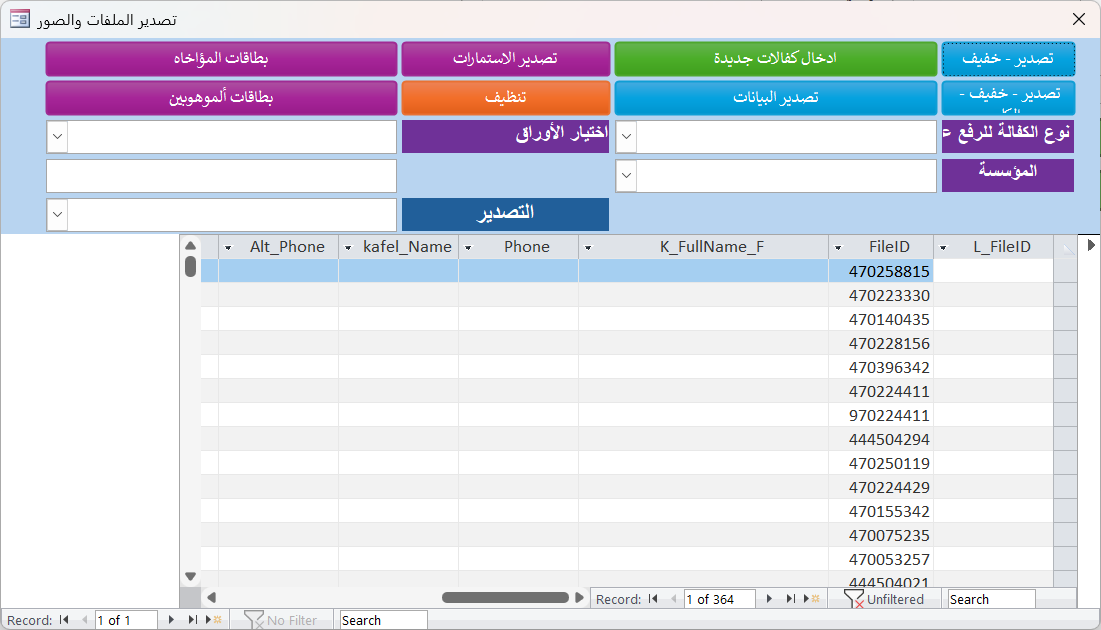 تصدير الملفات والصور
تصدير - خفيف
ادخال كفالات جديدة
تصدير الاستمارات
بطاقات المؤاخاه
تصدير - خفيف -
تصدير البيانات
تنظيف
بطاقات ألموهوبين
نوع الكفالة للرفع
اختيار الأوراق
المؤسسة
التصدير
Alt_Phone kafel_Name Phone K_FullName_F FileID L_FileID
470258815
470223330
470140435
470228156
470396342
470224411
970224411
444504294
470250119
470224429
470155342
470075235
470053257
444504021
Record: 1 of 364 Unfiltered Search
Record: 1 of 1 No Filter Search